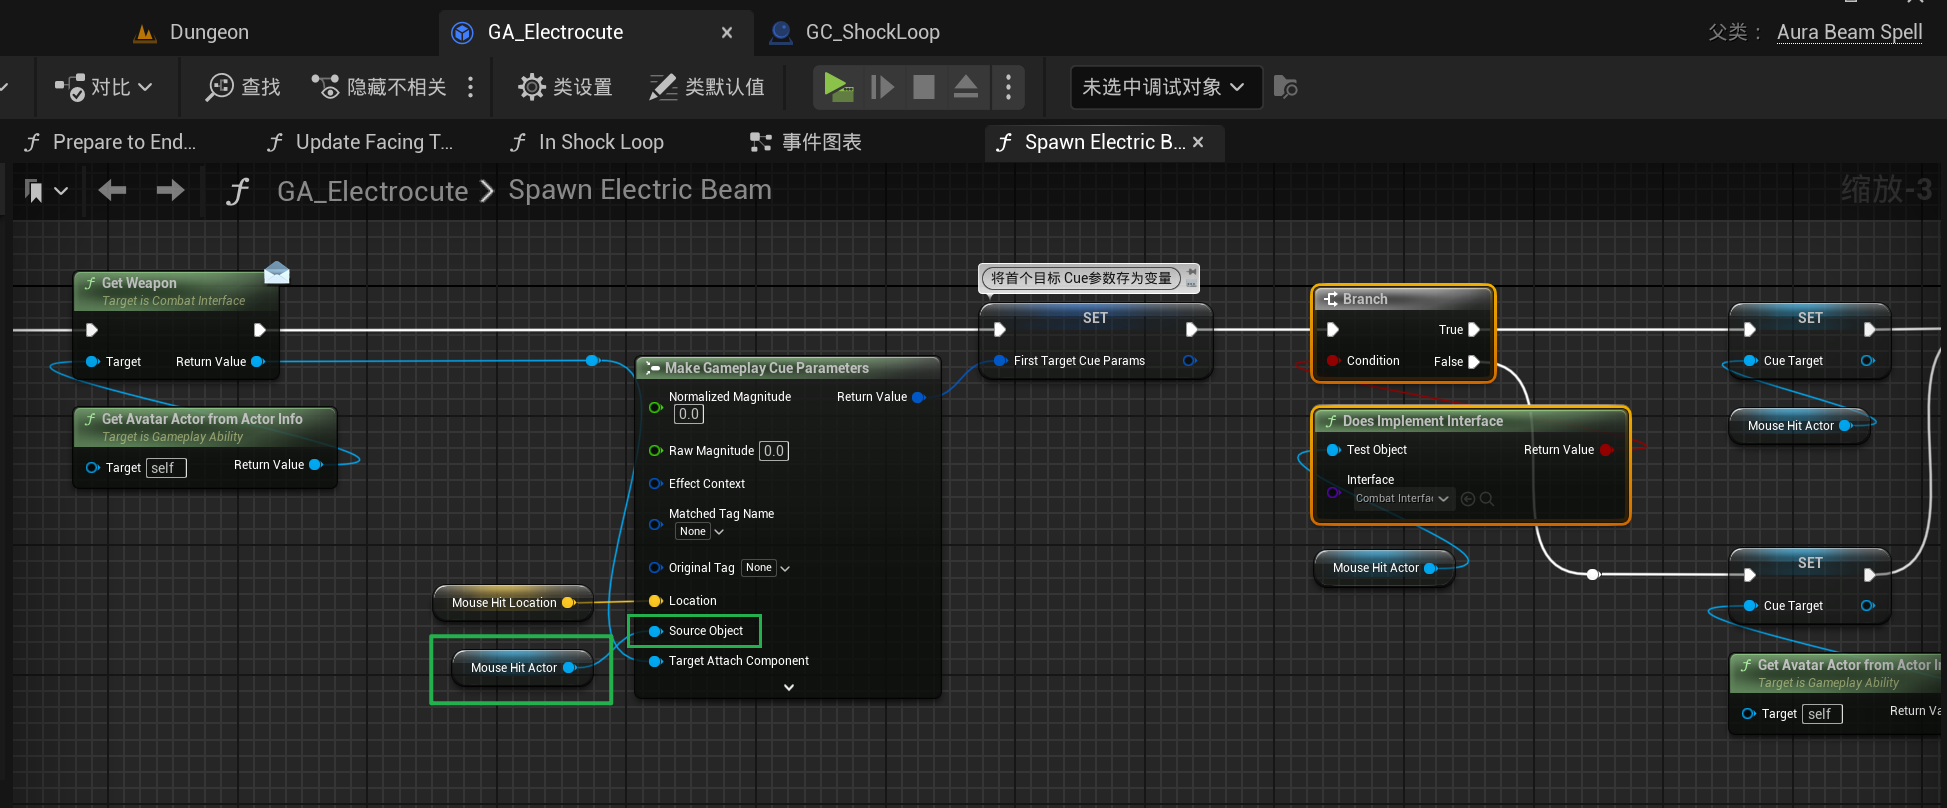 Dungeon
GA_Electrocute
GC_ShockLoop
父类： Aura Beam Spell
对比
查找
隐藏不相关
类设置
类默认值
未选中调试对象
Prepare to End...
Update Facing T...
In Shock Loop
事件图表
Spawn Electric B...
GA_Electrocute
Spawn Electric Beam
缩放-3
Get Weapon
Target is Combat Interface
Target
Return Value
Get Avatar Actor from Actor Info
Target is Gameplay Ability
Target self
Return Value
Make Gameplay Cue Parameters
Normalized Magnitude
0.0
Return Value
Raw Magnitude 0.0
Effect Context
Matched Tag Name
None
Original Tag None
Location
Source Object
Target Attach Component
Mouse Hit Location
Mouse Hit Actor
将首个目标 Cue参数存为变量
SET
First Target Cue Params
Branch
True
Condition
False
Does Implement Interface
Test Object
Return Value
Interface
Combat Interfa
Mouse Hit Actor
SET
Cue Target
Mouse Hit Actor
SET
Cue Target
Get Avatar Actor from Actor I
Target is Gameplay Ability
Target self
Return Va